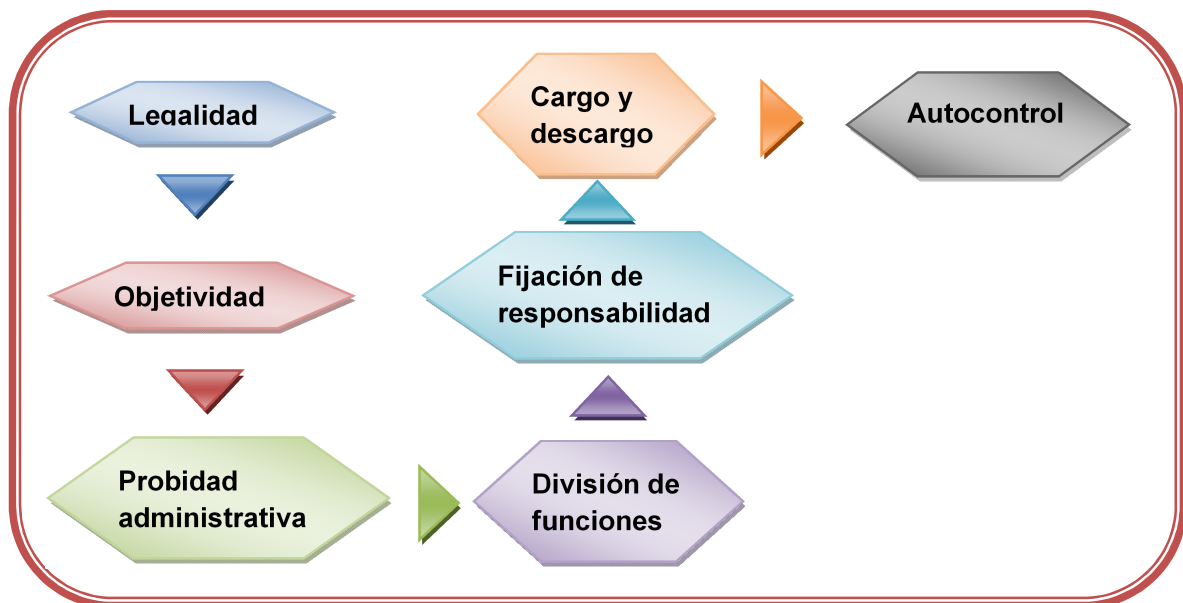 Legalidad
Objetividad
Probidad
administrativa
División de
funciones
Fijación de
responsabilidad
Cargo y
descargo
Autocontrol